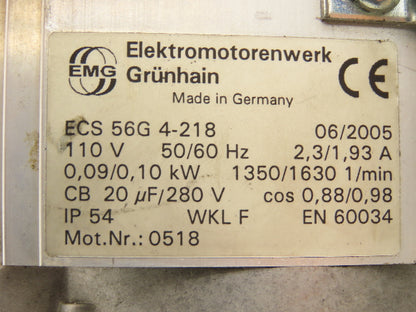 EMG
Elektromotorenwerk
Grünhain
CE
Made in Germany
ECS 56G 4-218 06/2005
110 V 50/60 Hz 2,3/1,93 A
0,09/0,10 kW 1350/1630 1/min
CB 20 µF/280 V cos 0,88/0,98
IP 54 WKL F EN 60034
Mot.Nr.: 0518